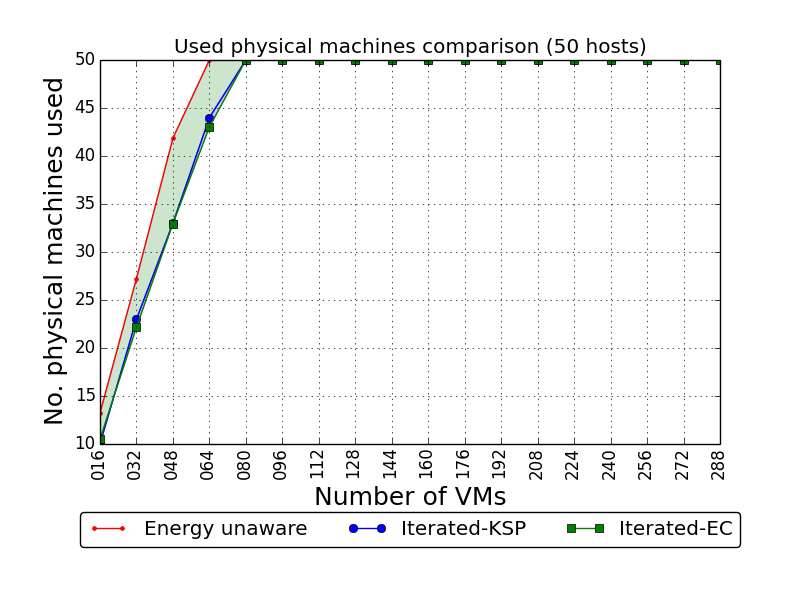 Used physical machines comparison (50 hosts)
50
45
40
35
30
25
20
15
10
No. physical machines used
016 032 048 064 080 096 112 128 144 160 176 192 208 224 240 256 272 288
Number of VMs
Energy unaware Iterated-KSP Iterated-EC